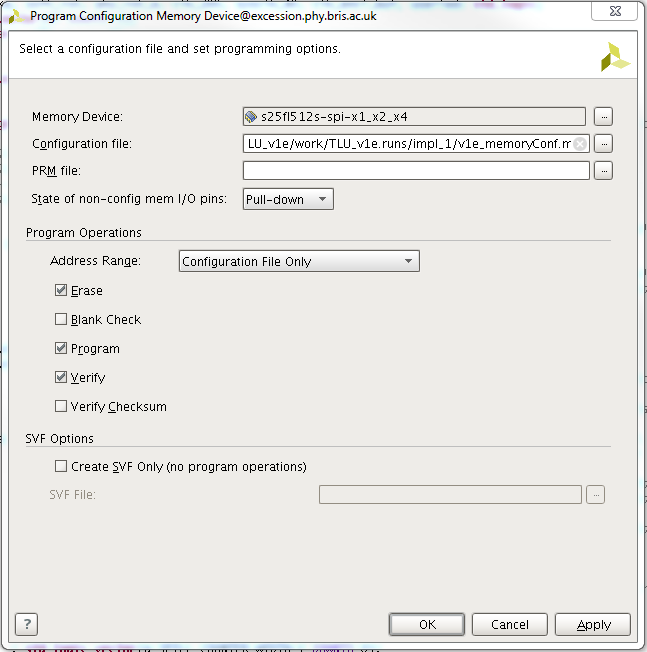 Program Configuration Memory Device@excession.phy.bris.ac.uk
Select a configuration file and set programming options.
Memory Device: s25fl512s-spi-x1_x2_x4 ...
Configuration file: LU_v1e/work/TLU_v1e.runs/impl_1/v1e_memoryConf.m ...
PRM file: ...
State of non-config mem I/O pins: Pull-down
Program Operations
Address Range: Configuration File Only
Erase
Blank Check
Program
Verify
Verify Checksum
SVF Options
Create SVF Only (no program operations)
SVF File: ...
? OK Cancel Apply